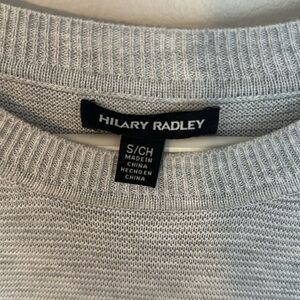 HILARY RADLEY
S/CH
MADE IN
CHINA
HECHO EN
CHINA